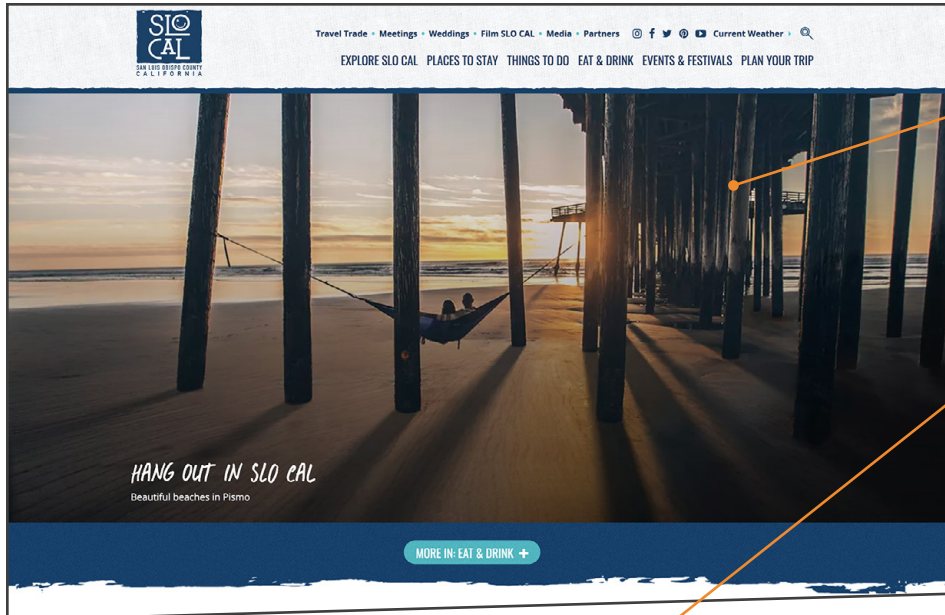 SLO
CAL
SAN LUIS OBISPO COUNTY
CALIFORNIA
Travel Trade • Meetings • Weddings • Film SLO CAL • Media • Partners Current Weather ›
EXPLORE SLO CAL PLACES TO STAY THINGS TO DO EAT & DRINK EVENTS & FESTIVALS PLAN YOUR TRIP
HANG OUT IN SLO CAL
Beautiful beaches in Pismo
MORE IN: EAT & DRINK +